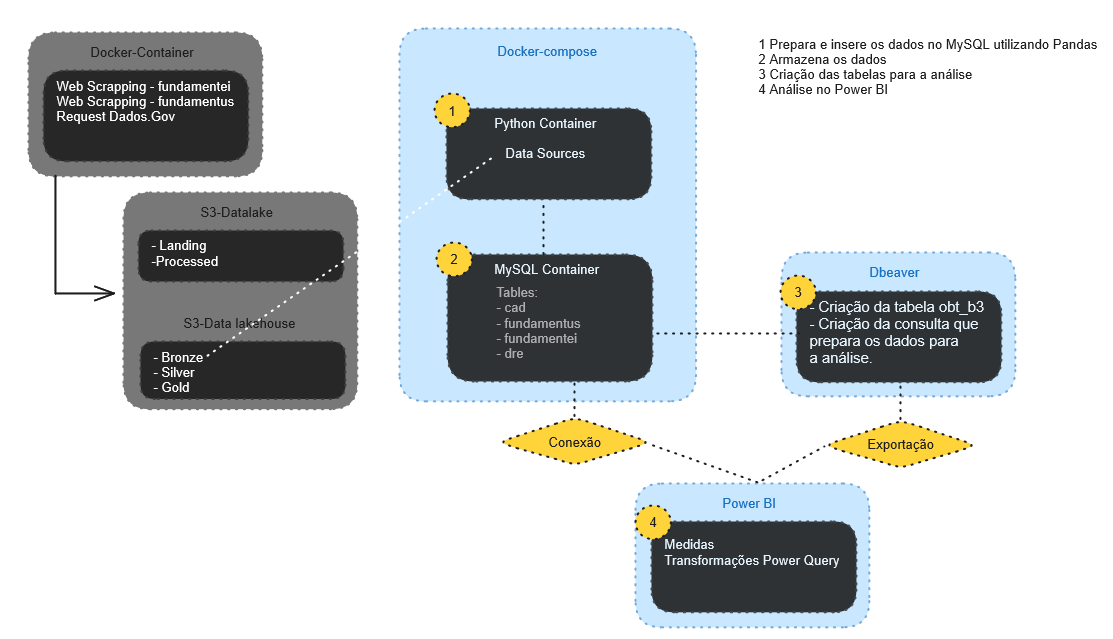 Docker-Container
Web Scrapping - fundamentei
Web Scrapping - fundamentus
Request Dados.Gov
S3-Datalake
- Landing
-Processed
S3-Data lakehouse
- Bronze
- Silver
- Gold
Docker-compose
1
Python Container
Data Sources
2
MySQL Container
Tables:
- cad
- fundamentus
- fundamentei
- dre
1 Prepara e insere os dados no MySQL utilizando Pandas
2 Armazena os dados
3 Criação das tabelas para a análise
4 Análise no Power BI
Dbeaver
3
- Criação da tabela obt_b3
- Criação da consulta que
prepara os dados para
a análise.
Conexão
Exportação
Power BI
4
Medidas
Transformações Power Query